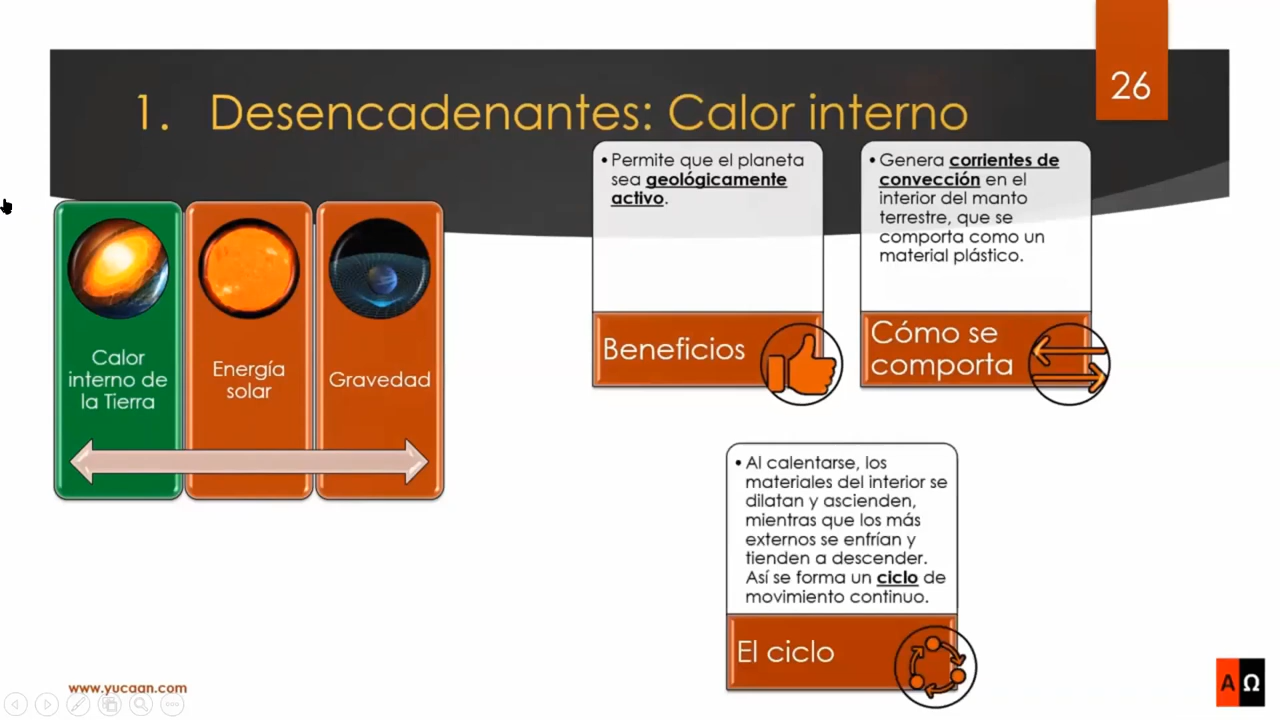 26
1. Desencadenantes: Calor interno
Calor
interno de
la Tierra
Energía
solar
Gravedad
• Permite que el planeta
sea geológicamente
activo.
Beneficios
• Genera corrientes de
convección en el
interior del manto
terrestre, que se
comporta como un
material plástico.
Cómo se
comporta
• Al calentarse, los
materiales del interior se
dilatan y ascienden,
mientras que los más
externos se enfrían y
tienden a descender.
Así se forma un ciclo de
movimiento continuo.
El ciclo
www.yucaan.com
A Ω